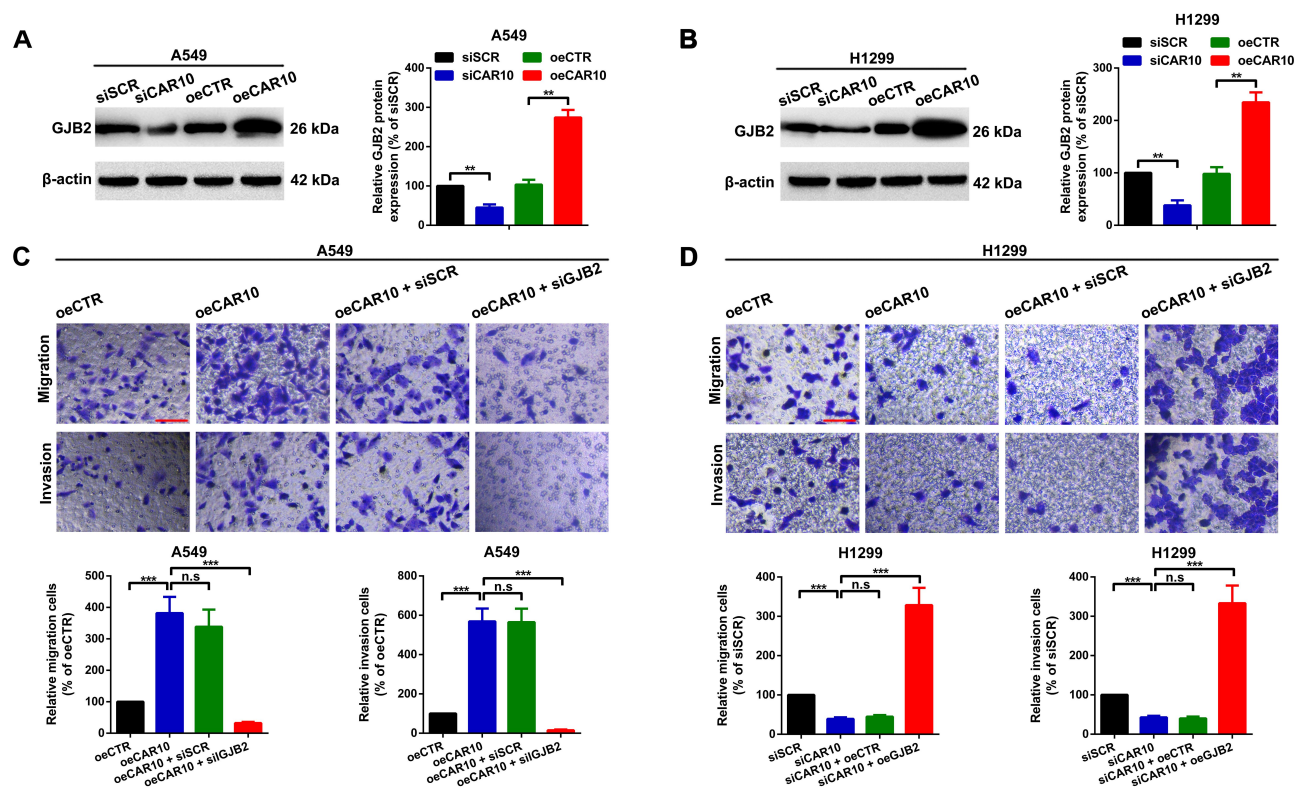 A
A549
siSCR
siCAR10
oeCTR
oeCAR10
GJB2
26 kDa
β-actin
42 kDa
A549
siSCR
oeCTR
siCAR10
oeCAR10
Relative GJB2 protein
expression (% of siSCR)
400
300
200
100
0
**
**
B
H1299
siSCR
siCAR10
oeCTR
oeCAR10
GJB2
26 kDa
β-actin
42 kDa
H1299
siSCR
oeCTR
siCAR10
oeCAR10
Relative GJB2 protein
expression (% of siSCR)
300
200
100
0
**
**
C
A549
oeCTR
oeCAR10
oeCAR10 + siSCR
oeCAR10 + siGJB2
Migration
Invasion
A549
Relative migration cells
(% of oeCTR)
500
400
300
200
100
0
***
n.s
***
oeCTR
oeCAR10
oeCAR10 + siSCR
oeCAR10 + silGJB2
A549
Relative invasion cells
(% of oeCTR)
800
600
400
200
0
***
n.s
***
oeCTR
oeCAR10
oeCAR10 + siSCR
oeCAR10 + silGJB2
D
H1299
oeCTR
oeCAR10
oeCAR10 + siSCR
oeCAR10 + siGJB2
Migration
Invasion
H1299
Relative migration cells
(% of siSCR)
400
300
200
100
0
***
n.s
***
siSCR
siCAR10
siCAR10 + oeCTR
siCAR10 + oeGJB2
H1299
Relative invasion cells
(% of siSCR)
400
300
200
100
0
***
n.s
***
siSCR
siCAR10
siCAR10 + oeCTR
siCAR10 + oeGJB2